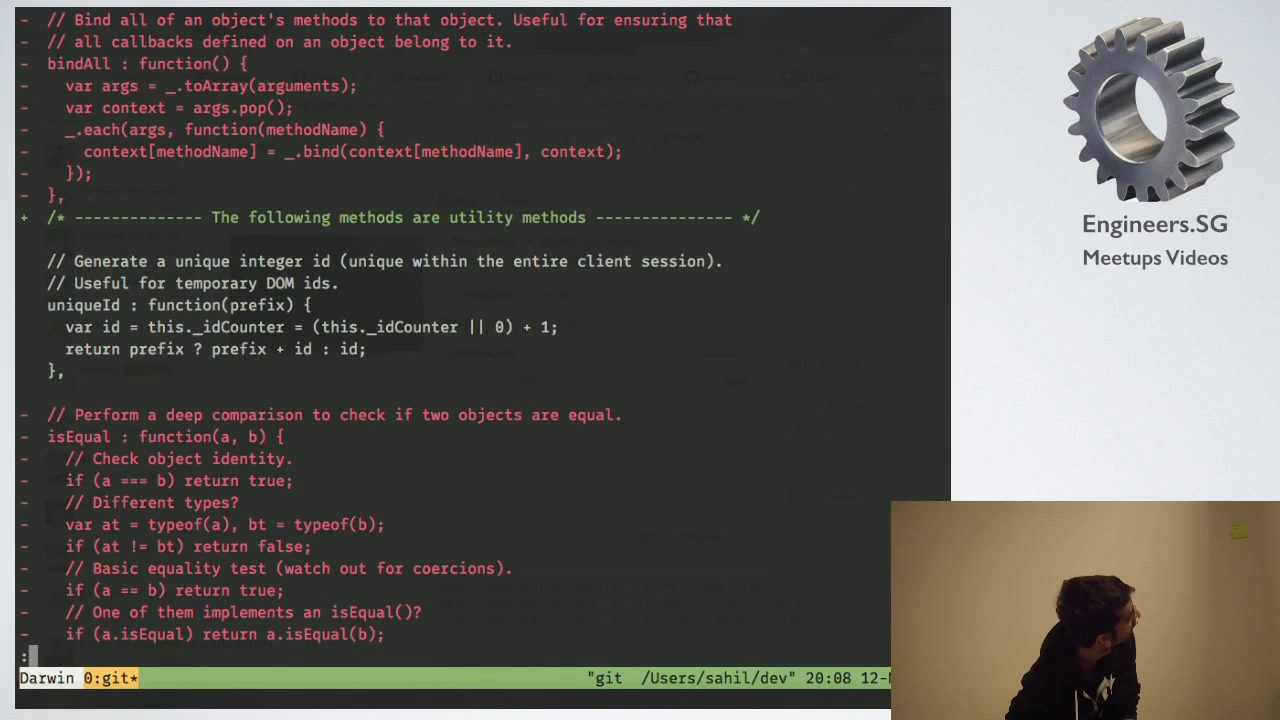 -  // Bind all of an object's methods to that object. Useful for ensuring that
-  // all callbacks defined on an object belong to it.
-  bindAll : function() {
-    var args = _.toArray(arguments);
-    var context = args.pop();
-    _.each(args, function(methodName) {
-      context[methodName] = _.bind(context[methodName], context);
-    });
-  },
+  /* -------------- The following methods are utility methods --------------- */
   // Generate a unique integer id (unique within the entire client session).
   // Useful for temporary DOM ids.
   uniqueId : function(prefix) {
     var id = this._idCounter = (this._idCounter || 0) + 1;
     return prefix ? prefix + id : id;
   },
-  // Perform a deep comparison to check if two objects are equal.
-  isEqual : function(a, b) {
-    // Check object identity.
-    if (a === b) return true;
-    // Different types?
-    var at = typeof(a), bt = typeof(b);
-    if (at != bt) return false;
-    // Basic equality test (watch out for coercions).
-    if (a == b) return true;
-    // One of them implements an isEqual()?
-    if (a.isEqual) return a.isEqual(b);
:
Darwin 0:git* "git /Users/sahil/dev" 20:08 12-
Engineers.SG
Meetups Videos